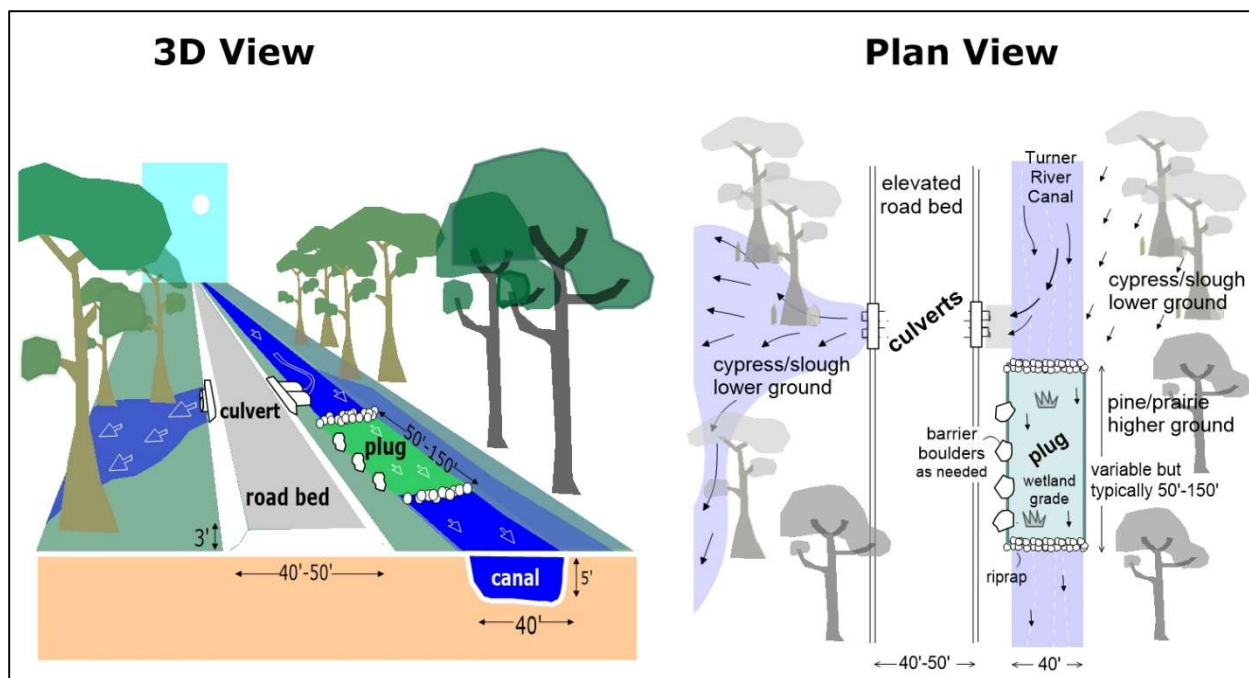 3D View
culvert
plug
50'-150'
road bed
3'
40'-50'
canal
5'
40'
Plan View
elevated
road bed
Turner
River
Canal
culverts
cypress/slough
lower ground
cypress/slough
lower ground
pine/prairie
higher ground
barrier
boulders
as needed
plug
wetland
grade
variable but
typically 50'-150'
riprap
40'-50'
40'